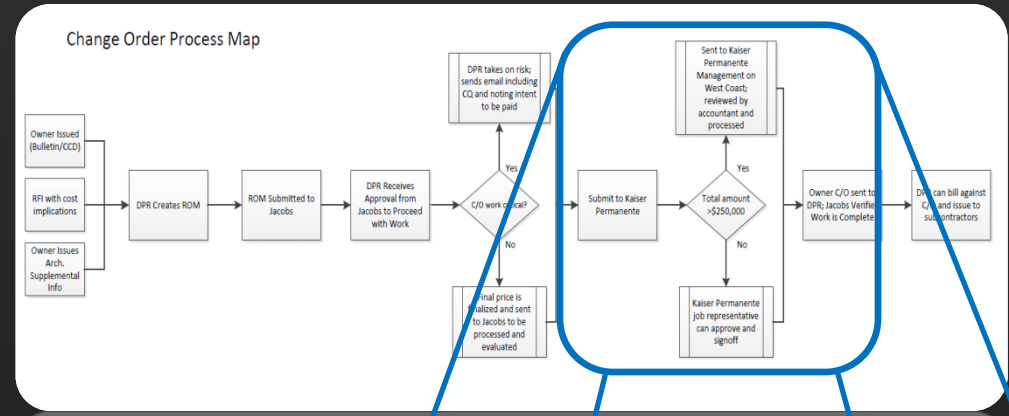 Change Order Process Map
Owner Issued
(Bulletin/CCD)
RFI with cost
implications
Owner Issues
Arch.
Supplemental
Info
DPR Creates ROM
ROM Submitted to
Jacobs
DPR Receives
Approval from
Jacobs to Proceed
with Work
DPR takes on risk;
sends email including
CQ and noting intent
to be paid
Yes
C/O work critical?
No
Final price is
finalized and sent
to Jacobs to be
processed and
evaluated
Submit to Kaiser
Permanente
Sent to Kaiser
Permanente
Management on
West Coast;
reviewed by
accountant and
processed
Yes
Total amount
>$250,000
No
Kaiser Permanente
job representative
can approve and
signoff
Owner C/O sent to
DPR; Jacobs Verifies
Work is Complete
DPR can bill against
C/O and issue to
subcontractors